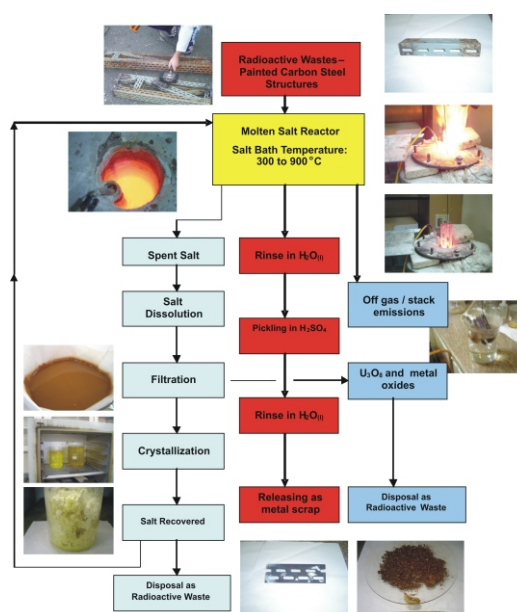 Radioactive Wastes–
Painted Carbon Steel
Structures
Molten Salt Reactor
Salt Bath Temperature:
300 to 900°C
Spent Salt
Rinse in H₂O₍ₗ₎
Salt
Dissolution
Off gas / stack
emissions
Pickling in H₂SO₄
Filtration
U₃O₈ and metal
oxides
Rinse in H₂O₍ₗ₎
Crystallization
Salt Recovered
Releasing as
metal scrap
Disposal as
Radioactive Waste
Disposal as
Radioactive Waste